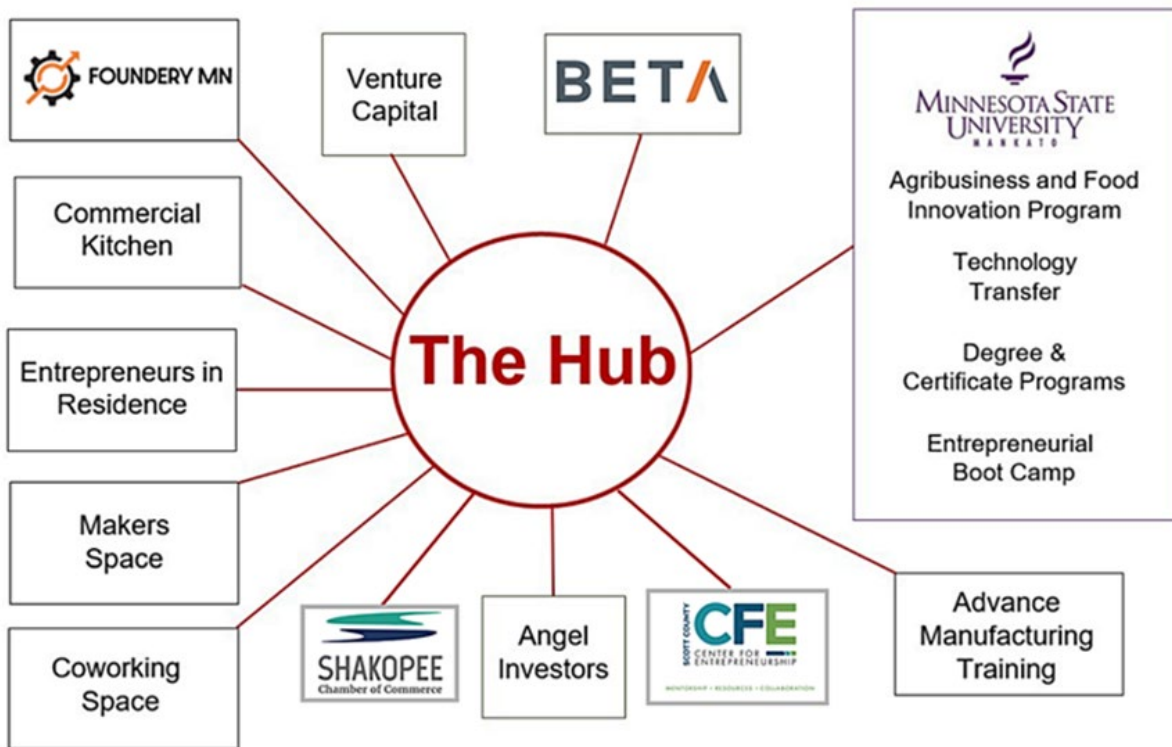 FOUNDERY MN
Venture
Capital
BETA
MINNESOTA STATE
UNIVERSITY
MANKATO
Agribusiness and Food
Innovation Program
Technology
Transfer
Degree &
Certificate Programs
Entrepreneurial
Boot Camp
Commercial
Kitchen
The Hub
Entrepreneurs in
Residence
Makers
Space
Coworking
Space
SHAKOPEE
Chamber of Commerce
Angel
Investors
SCOTT COUNTY
CFE
CENTER FOR
ENTREPRENEURSHIP
MENTORSHIP • RESOURCES • COLLABORATION
Advance
Manufacturing
Training